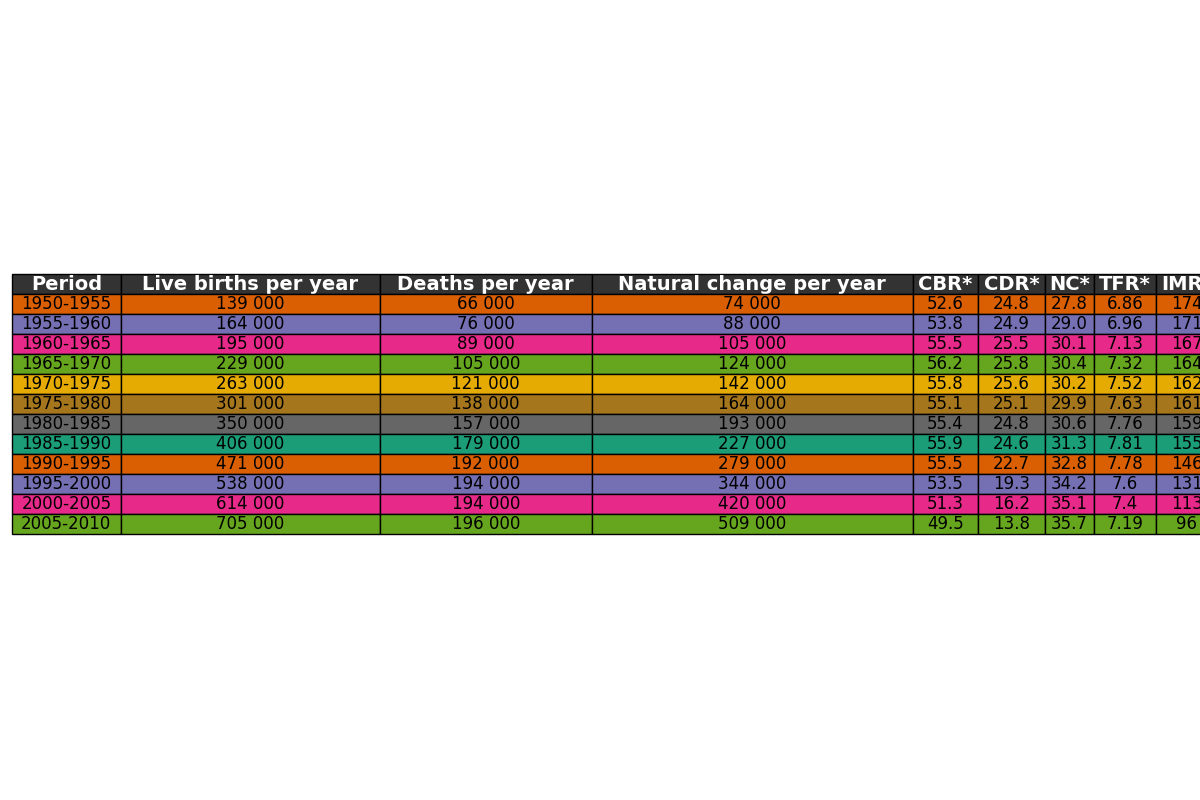 Period Live births per year Deaths per year Natural change per year CBR* CDR* NC* TFR* IMR
1950-1955 139 000 66 000 74 000 52.6 24.8 27.8 6.86 174
1955-1960 164 000 76 000 88 000 53.8 24.9 29.0 6.96 171
1960-1965 195 000 89 000 105 000 55.5 25.5 30.1 7.13 167
1965-1970 229 000 105 000 124 000 56.2 25.8 30.4 7.32 164
1970-1975 263 000 121 000 142 000 55.8 25.6 30.2 7.52 162
1975-1980 301 000 138 000 164 000 55.1 25.1 29.9 7.63 161
1980-1985 350 000 157 000 193 000 55.4 24.8 30.6 7.76 159
1985-1990 406 000 179 000 227 000 55.9 24.6 31.3 7.81 155
1990-1995 471 000 192 000 279 000 55.5 22.7 32.8 7.78 146
1995-2000 538 000 194 000 344 000 53.5 19.3 34.2 7.6 131
2000-2005 614 000 194 000 420 000 51.3 16.2 35.1 7.4 113
2005-2010 705 000 196 000 509 000 49.5 13.8 35.7 7.19 96